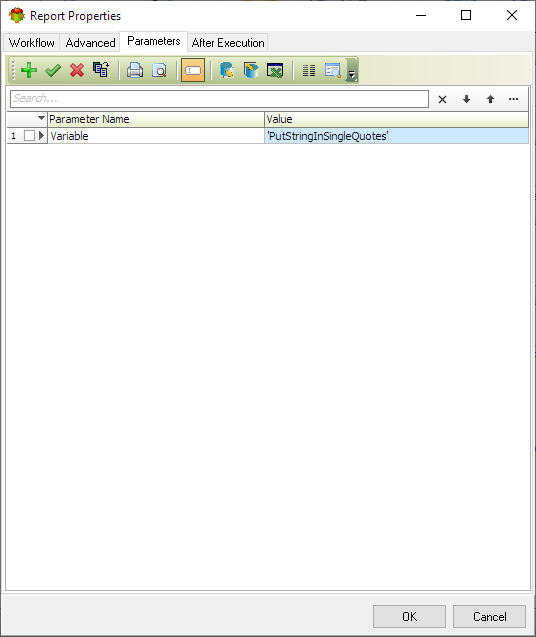 Report Properties
Workflow Advanced Parameters After Execution
Search...
Parameter Name Value
1 Variable 'PutStringInSingleQuotes'
OK Cancel